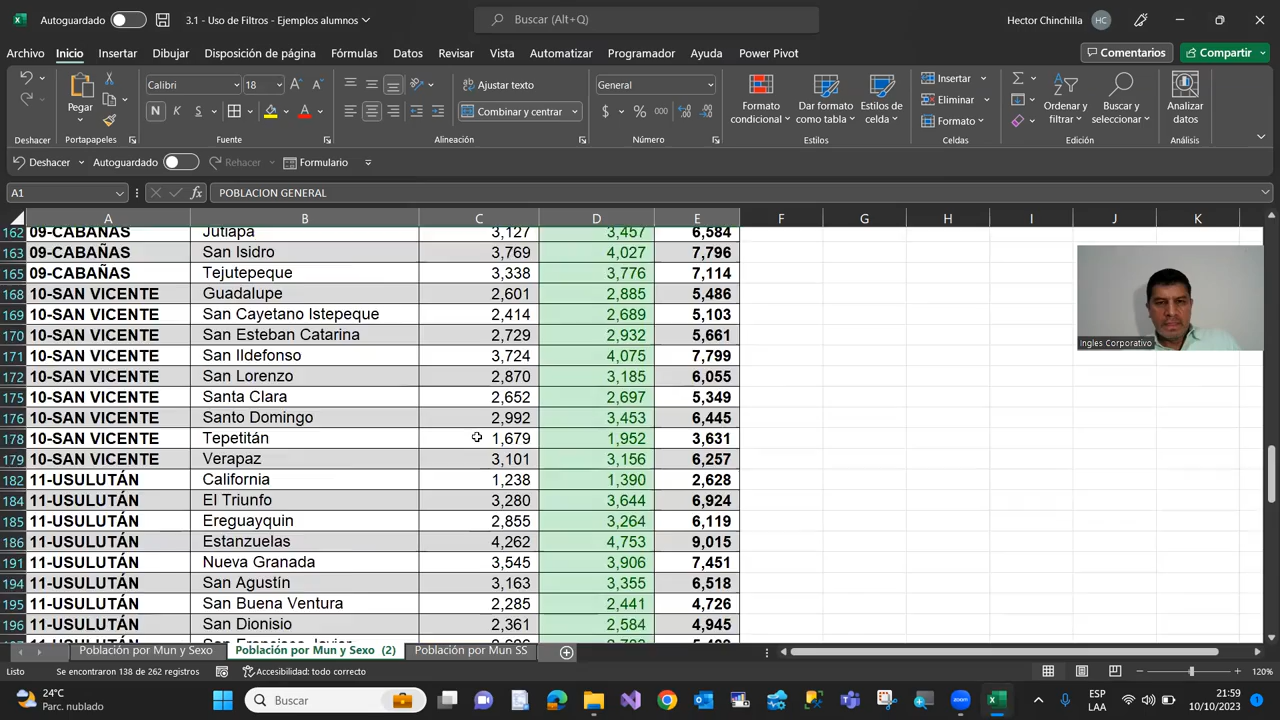 Autoguardado
3.1 - Uso de Filtros - Ejemplos alumnos
Buscar (Alt+Q)
Hector Chinchilla
HC
Archivo Inicio Insertar Dibujar Disposición de página Fórmulas Datos Revisar Vista Automatizar Programador Ayuda Power Pivot
Comentarios
Compartir
Pegar
Calibri
18
N K S
Ajustar texto
Combinar y centrar
General
$ % 000
Formato condicional
Dar formato como tabla
Estilos de celda
Insertar
Eliminar
Formato
Ordenar y filtrar
Buscar y seleccionar
Analizar datos
Deshacer Portapapeles Fuente Alineación Número Estilos Celdas Edición Análisis
Deshacer Autoguardado Rehacer Formulario
A1 fx POBLACION GENERAL
A B C D E F G H I J K
162 09-CABAÑAS Jutiapa 3,127 3,457 6,584
163 09-CABAÑAS San Isidro 3,769 4,027 7,796
165 09-CABAÑAS Tejutepeque 3,338 3,776 7,114
168 10-SAN VICENTE Guadalupe 2,601 2,885 5,486
169 10-SAN VICENTE San Cayetano Istepeque 2,414 2,689 5,103
170 10-SAN VICENTE San Esteban Catarina 2,729 2,932 5,661
171 10-SAN VICENTE San Ildefonso 3,724 4,075 7,799
172 10-SAN VICENTE San Lorenzo 2,870 3,185 6,055
175 10-SAN VICENTE Santa Clara 2,652 2,697 5,349
176 10-SAN VICENTE Santo Domingo 2,992 3,453 6,445
178 10-SAN VICENTE Tepetitán 1,679 1,952 3,631
179 10-SAN VICENTE Verapaz 3,101 3,156 6,257
182 11-USULUTÁN California 1,238 1,390 2,628
184 11-USULUTÁN El Triunfo 3,280 3,644 6,924
185 11-USULUTÁN Ereguayquin 2,855 3,264 6,119
186 11-USULUTÁN Estanzuelas 4,262 4,753 9,015
191 11-USULUTÁN Nueva Granada 3,545 3,906 7,451
194 11-USULUTÁN San Agustín 3,163 3,355 6,518
195 11-USULUTÁN San Buena Ventura 2,285 2,441 4,726
196 11-USULUTÁN San Dionisio 2,361 2,584 4,945
Ingles Corporativo
Población por Mun y Sexo Población por Mun y Sexo (2) Población por Mun SS
Listo Se encontraron 138 de 262 registros Accesibilidad: todo correcto 120%
24°C
Parc. nublado
Buscar
zoom
ESP
LAA
21:59
10/10/2023